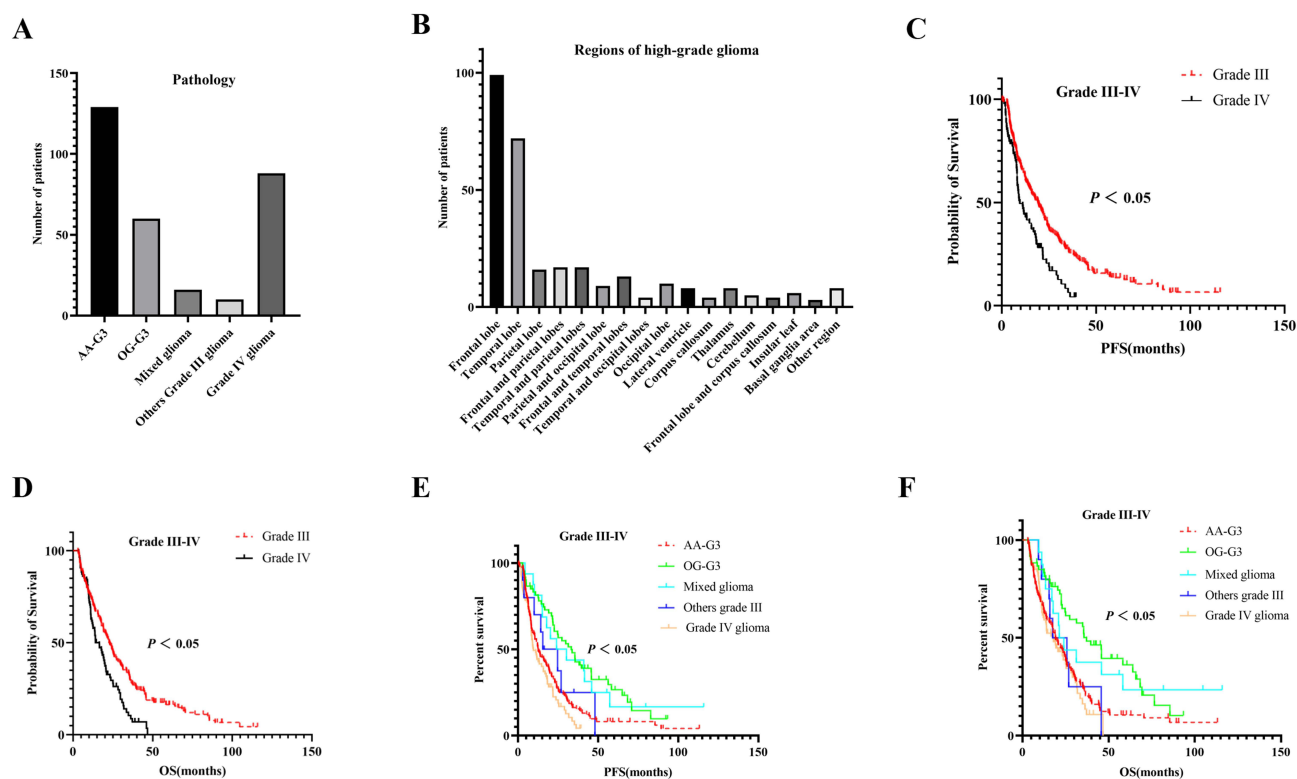 A
Pathology
Number of patients
150
100
50
0
AA-G3
OG-G3
Mixed glioma
Others Grade III glioma
Grade IV glioma
B
Regions of high-grade glioma
Number of patients
100
50
0
Frontal lobe
Temporal lobe
Parietal lobe
Frontal and parietal lobes
Temporal and parietal lobes
Parietal and occipital lobe
Frontal and temporal lobes
Temporal and occipital lobes
Occipital lobe
Lateral ventricle
Corpus callosum
Thalamus
Cerebellum
Frontal lobe and corpus callosum
Insular leaf
Basal ganglia area
Other region
C
Grade III-IV
Grade III
Grade IV
P < 0.05
Probability of Survival
100
50
0
0
50
100
150
PFS(months)
D
Grade III-IV
Grade III
Grade IV
P < 0.05
Probability of Survival
100
50
0
0
50
100
150
OS(months)
E
Grade III-IV
AA-G3
OG-G3
Mixed glioma
Others grade III
Grade IV glioma
P < 0.05
Percent survival
100
50
0
0
50
100
150
PFS(months)
F
Grade III-IV
AA-G3
OG-G3
Mixed glioma
Others grade III
Grade IV glioma
P < 0.05
Percent survival
100
50
0
0
50
100
150
OS(months)